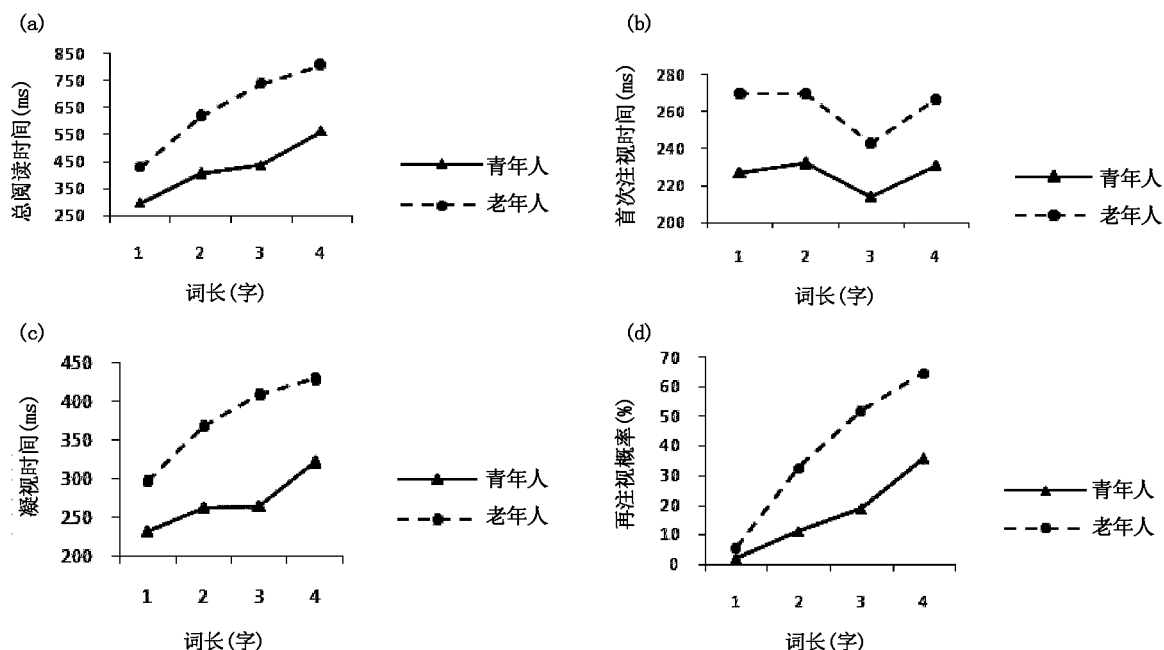 (a)
850
750
650
550
450
350
250
总阅读时间(ms)
1 2 3 4
词长(字)
青年人
老年人
(b)
280
260
240
220
200
首次注视时间(ms)
1 2 3 4
词长(字)
青年人
老年人
(c)
450
400
350
300
250
200
凝视时间(ms)
1 2 3 4
词长(字)
青年人
老年人
(d)
70
60
50
40
30
20
10
0
再注视概率(%)
1 2 3 4
词长(字)
青年人
老年人